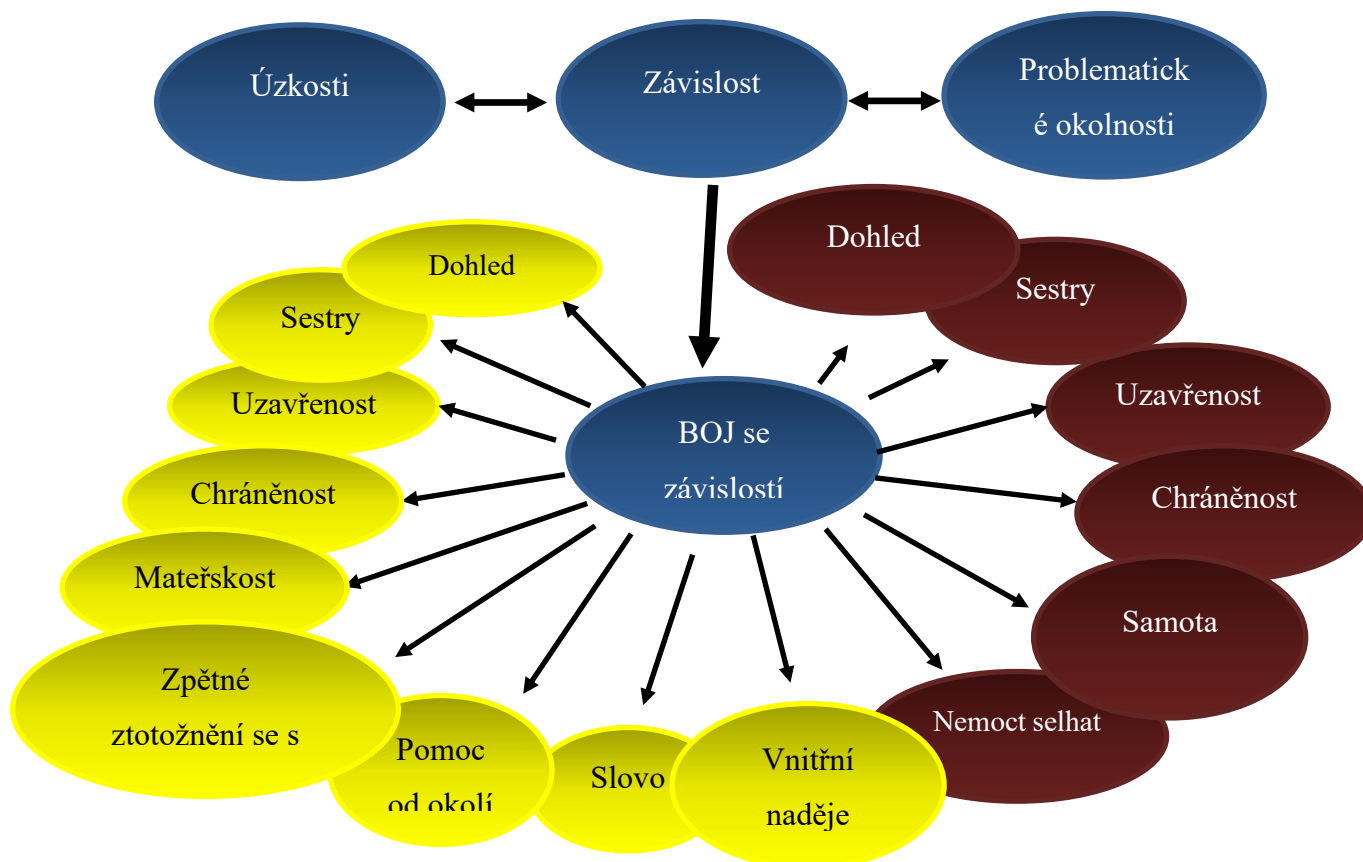 Úzkosti
Závislost
Problematick
é okolnosti
Dohled
Sestry
Uzavřenost
Chráněnost
Mateřskost
Zpětné
ztotožnění se s
Pomoc
od okolí
Slovo
Vnitřní
naděje
BOJ se
závislostí
Dohled
Sestry
Uzavřenost
Chráněnost
Samota
Nemoct selhat